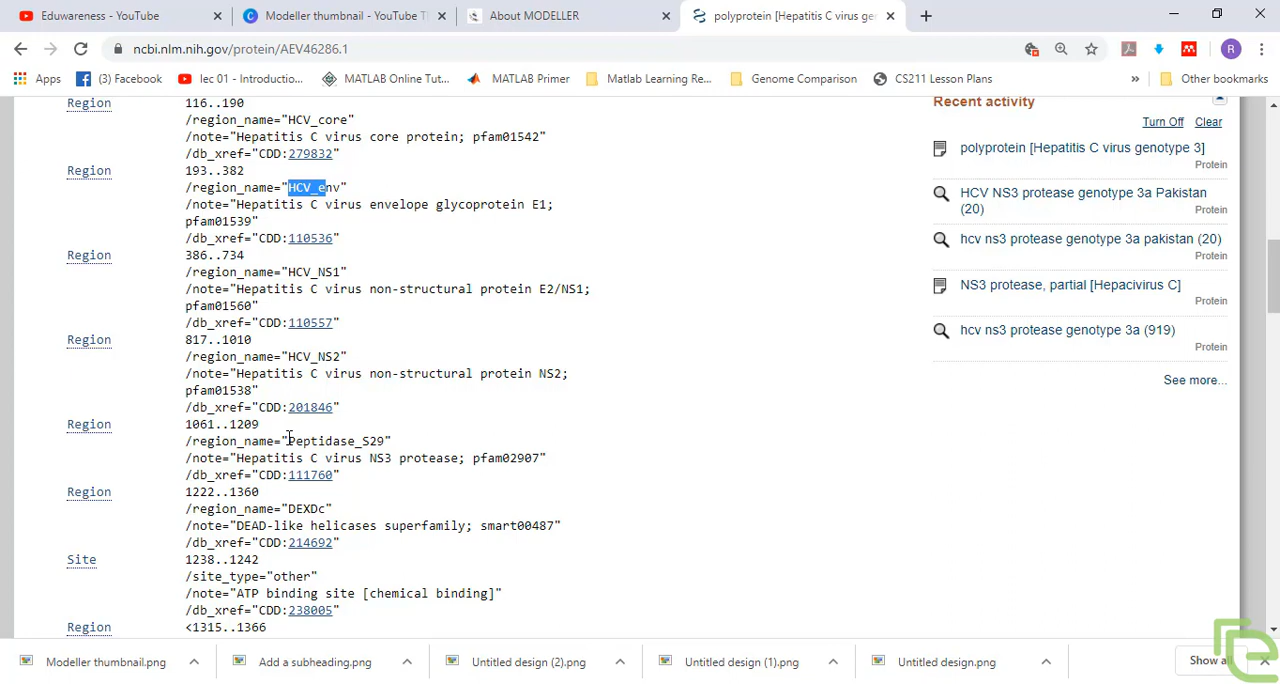 Eduwareness - YouTube
Modeller thumbnail - YouTube T
About MODELLER
polyprotein [Hepatitis C virus gen
ncbi.nlm.nih.gov/protein/AEV46286.1
R
Apps
(3) Facebook
lec 01 - Introductio...
MATLAB Online Tut...
MATLAB Primer
Matlab Learning Re...
Genome Comparison
CS211 Lesson Plans
»
Other bookmarks
Region 116..190
/region_name="HCV_core"
/note="Hepatitis C virus core protein; pfam01542"
/db_xref="CDD:279832"
Region 193..382
/region_name="HCV_env"
/note="Hepatitis C virus envelope glycoprotein E1;
pfam01539"
/db_xref="CDD:110536"
Region 386..734
/region_name="HCV_NS1"
/note="Hepatitis C virus non-structural protein E2/NS1;
pfam01560"
/db_xref="CDD:110557"
Region 817..1010
/region_name="HCV_NS2"
/note="Hepatitis C virus non-structural protein NS2;
pfam01538"
/db_xref="CDD:201846"
Region 1061..1209
/region_name="Peptidase_S29"
/note="Hepatitis C virus NS3 protease; pfam02907"
/db_xref="CDD:111760"
Region 1222..1360
/region_name="DEXDc"
/note="DEAD-like helicases superfamily; smart00487"
/db_xref="CDD:214692"
Site 1238..1242
/site_type="other"
/note="ATP binding site [chemical binding]"
/db_xref="CDD:238005"
Region <1315..1366
Recent activity
Turn Off Clear
polyprotein [Hepatitis C virus genotype 3]
Protein
HCV NS3 protease genotype 3a Pakistan
(20)
Protein
hcv ns3 protease genotype 3a pakistan (20)
Protein
NS3 protease, partial [Hepacivirus C]
Protein
hcv ns3 protease genotype 3a (919)
Protein
See more...
Modeller thumbnail.png
Add a subheading.png
Untitled design (2).png
Untitled design (1).png
Untitled design.png
Show all